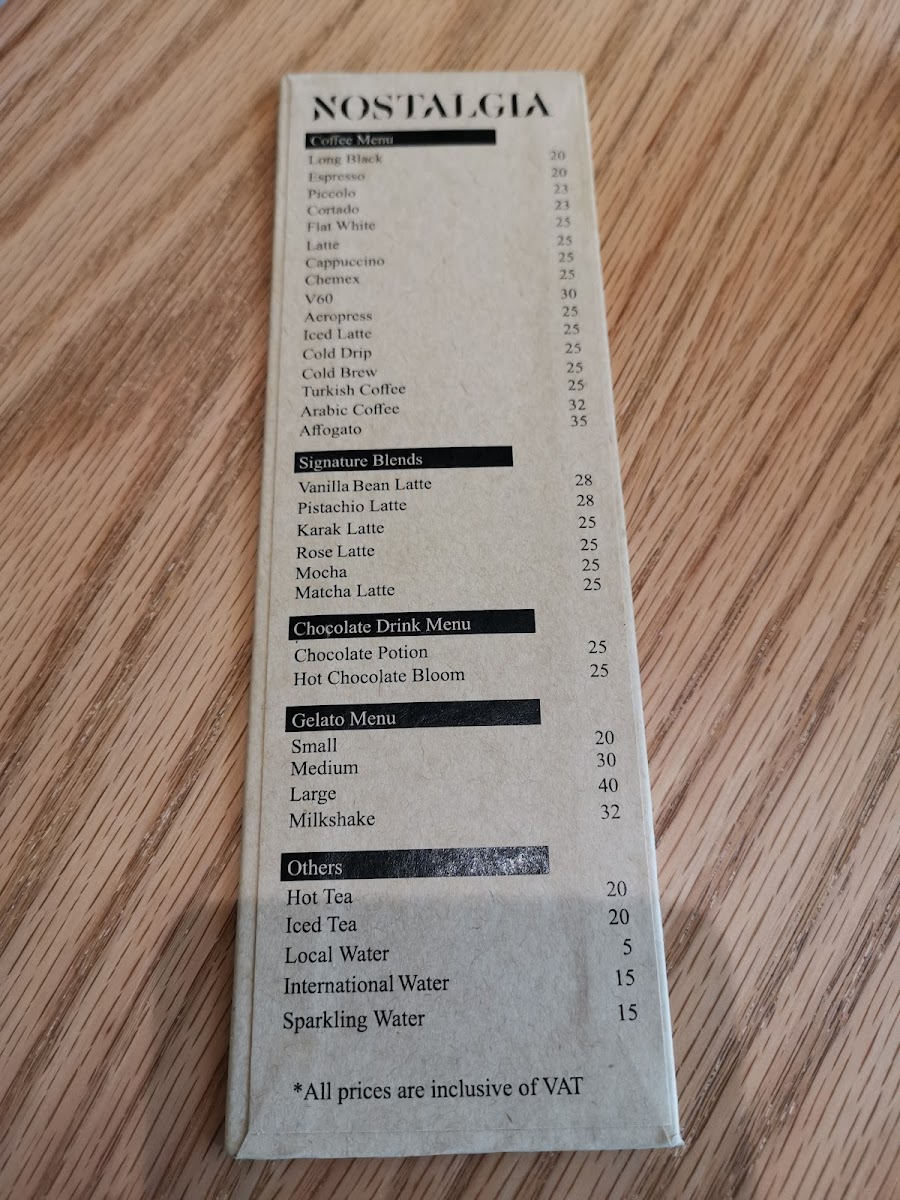 NOSTALGIA
Coffee Menu
Long Black 20
Espresso 20
Piccolo 23
Cortado 23
Flat White 25
Latte 25
Cappuccino 25
Chemex 25
V60 30
Aeropress 25
Iced Latte 25
Cold Drip 25
Cold Brew 25
Turkish Coffee 25
Arabic Coffee 32
Affogato 35
Signature Blends
Vanilla Bean Latte 28
Pistachio Latte 28
Karak Latte 25
Rose Latte 25
Mocha 25
Matcha Latte 25
Chocolate Drink Menu
Chocolate Potion 25
Hot Chocolate Bloom 25
Gelato Menu
Small 20
Medium 30
Large 40
Milkshake 32
Others
Hot Tea 20
Iced Tea 20
Local Water 5
International Water 15
Sparkling Water 15
*All prices are inclusive of VAT